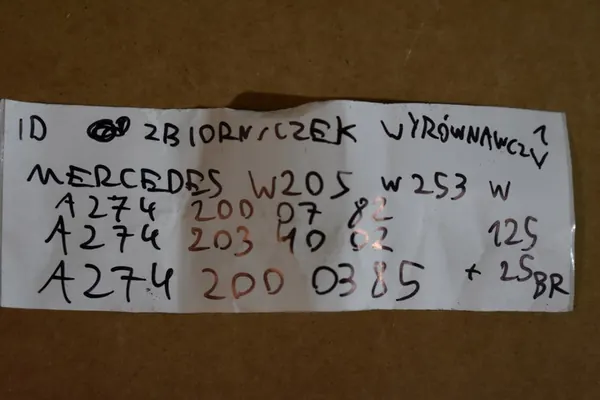 ID ZBIORNICZEK WYRÓWNAWCZY
MERCEDES W205 W253 W
A274 200 07 82
A274 203 40 02 125
A274 200 03 85 + 25 BR